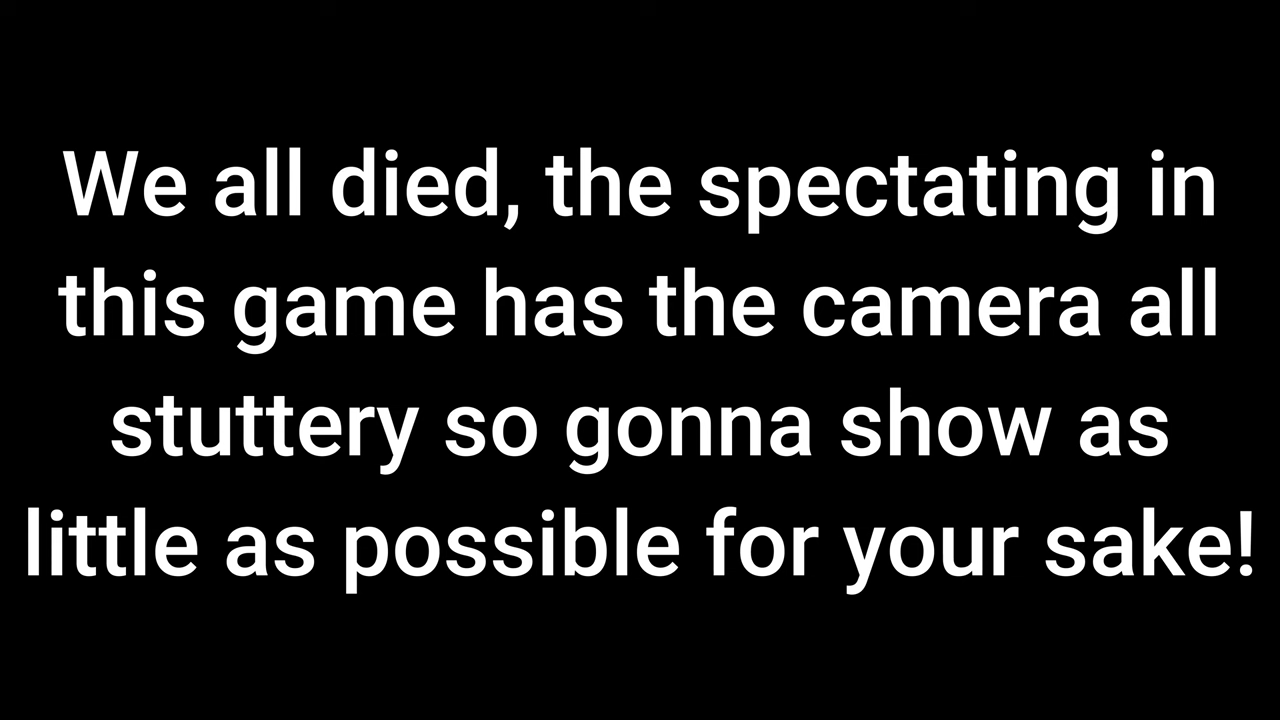 We all died, the spectating in
this game has the camera all
stuttery so gonna show as
little as possible for your sake!